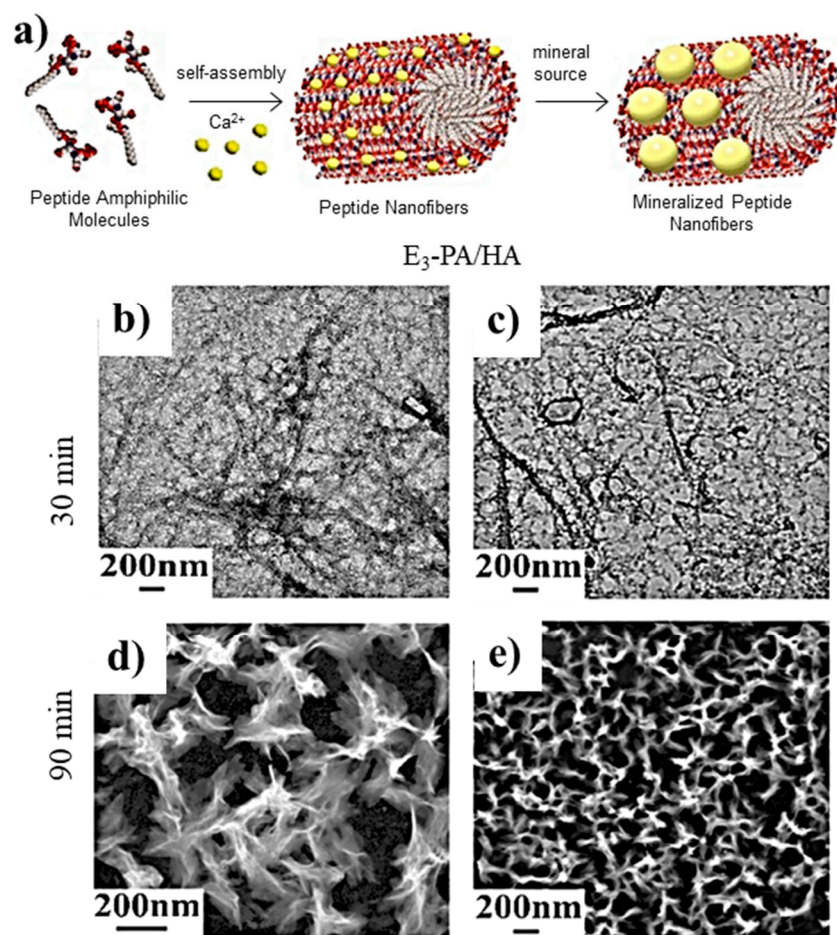 a)
self-assembly
Ca²⁺
mineral
source
Peptide Amphiphilic
Molecules
Peptide Nanofibers
Mineralized Peptide
Nanofibers
E₃-PA/HA
30 min
b)
200nm
c)
200nm
90 min
d)
200nm
e)
200nm